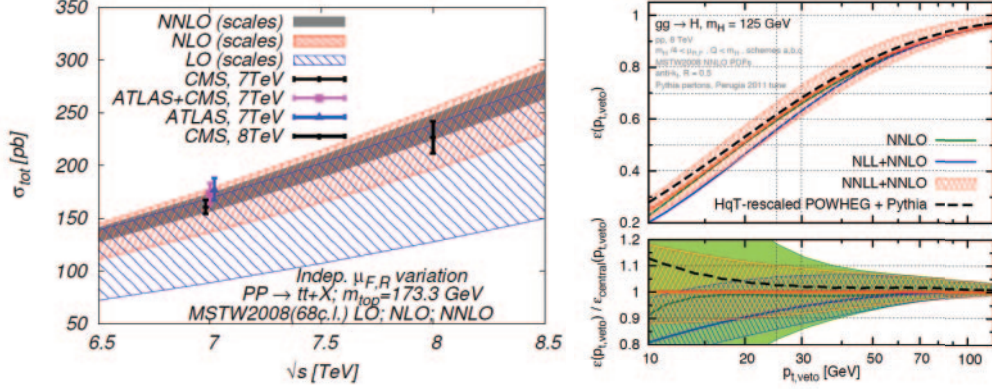 350
300
250
200
150
100
50
σtot [pb]
NNLO (scales)
NLO (scales)
LO (scales)
CMS, 7TeV
ATLAS+CMS, 7TeV
ATLAS, 7TeV
CMS, 8TeV
Indep. μF,R variation
PP → tt+X; mtop=173.3 GeV
MSTW2008(68c.l.) LO; NLO; NNLO
6.5 7 7.5 8 8.5
√s [TeV]
1
0.8
0.6
0.4
0.2
ε(pt,veto)
gg → H, mH = 125 GeV
pp, 8 TeV
MSTW2008 NNLO PDFs
anti-kt, R = 0.5
Pythia partons, Perugia 2011 tune
NNLO
NLL+NNLO
NNLL+NNLO
HqT-rescaled POWHEG + Pythia
1.2
1.1
1
0.9
0.8
ε(pt,veto) / εcentral(pt,veto)
10 20 30 50 70 100
pt,veto [GeV]